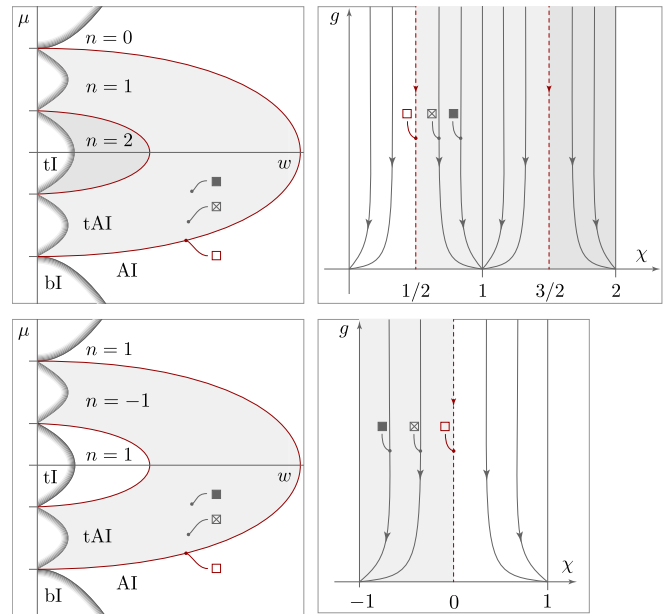 μ
n = 0
n = 1
n = 2
w
tI
tAI
bI
AI
g
χ
1/2
1
3/2
2
μ
n = 1
n = −1
n = 1
w
tI
tAI
bI
AI
g
χ
−1
0
1